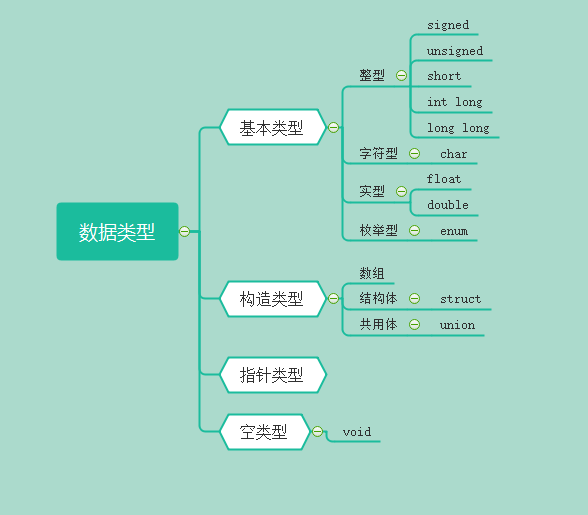 数据类型
基本类型
整型
signed
unsigned
short
int long
long long
字符型
char
实型
float
double
枚举型
enum
构造类型
数组
结构体
struct
共用体
union
指针类型
空类型
void